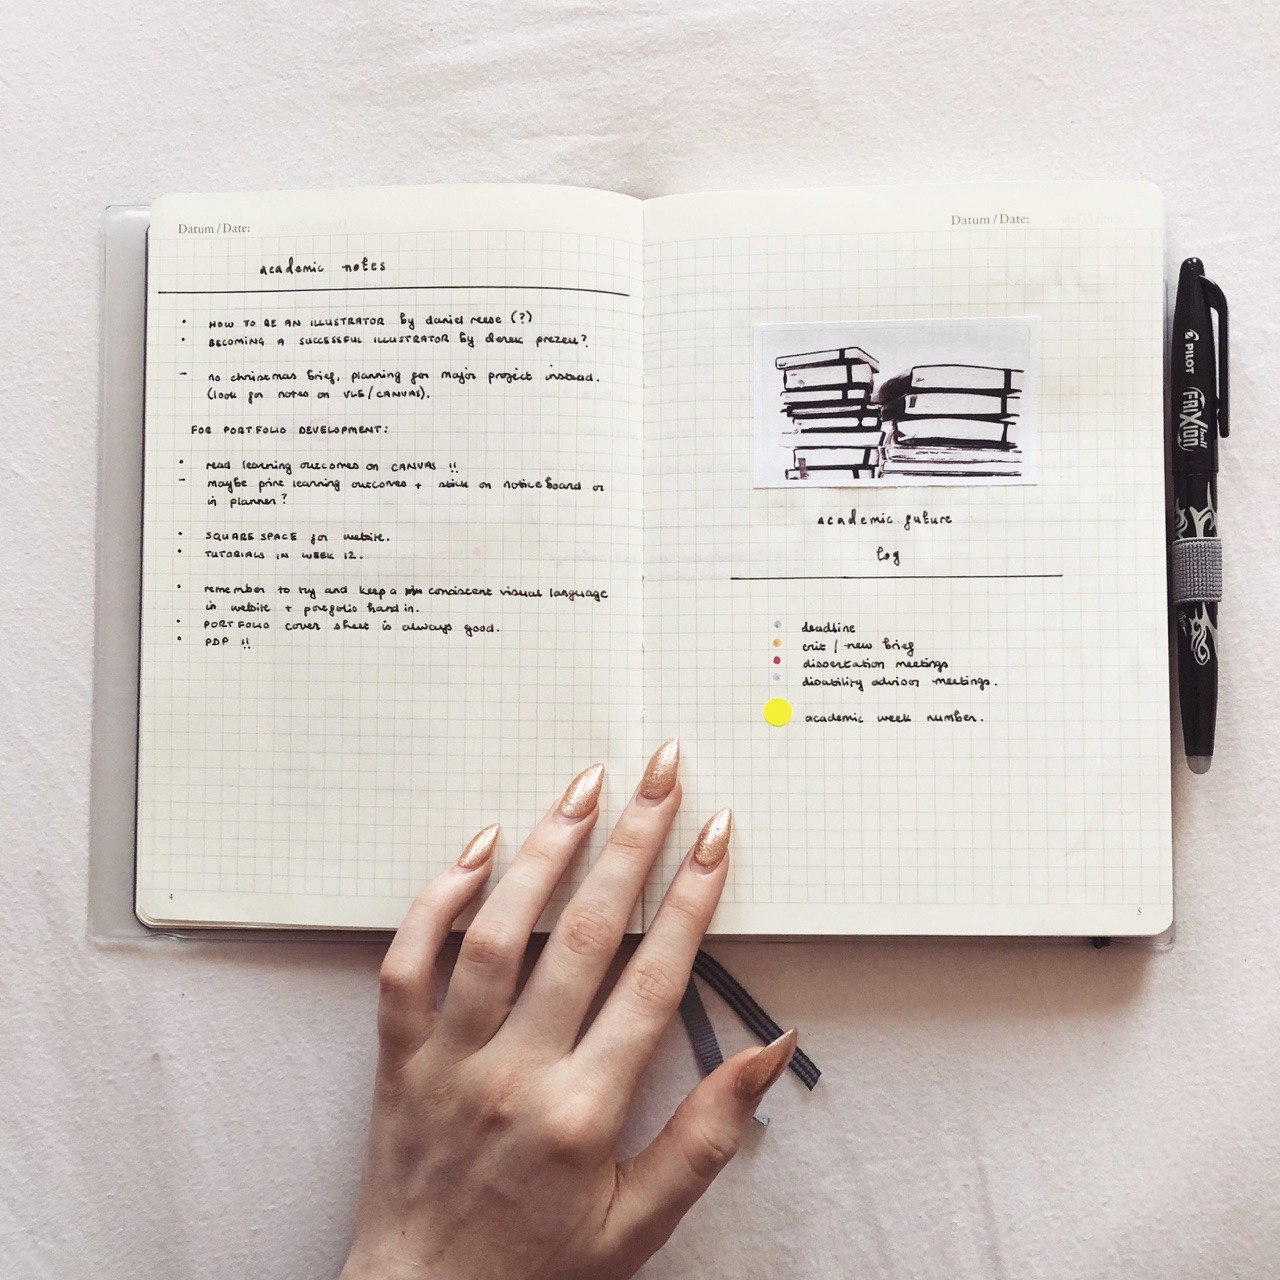 Datum / Date:
academic notes
• HOW TO BE AN ILLUSTRATOR by daniel reese (?)
• BECOMING A SUCCESSFUL ILLUSTRATOR by derek prezell?
– no christmas brief, planning for major project instead.
(look for notes on VLE/CANVAS).
FOR PORTFOLIO DEVELOPMENT:
• read learning outcomes on CANVAS !!
– maybe print learning outcomes + stick on notice board or
in planner?
• SQUARE SPACE for website.
• TUTORIALS IN WEEK 12.
• remember to try and keep a consistent visual language
in website + portfolio hand in.
• PORTFOLIO cover sheet is always good.
• PDP !!
4
Datum / Date:
academic future
log
deadline
crit / new brief
dissertation meetings
disability advisor meetings.
academic week number.
5
PILOT
FRIXION